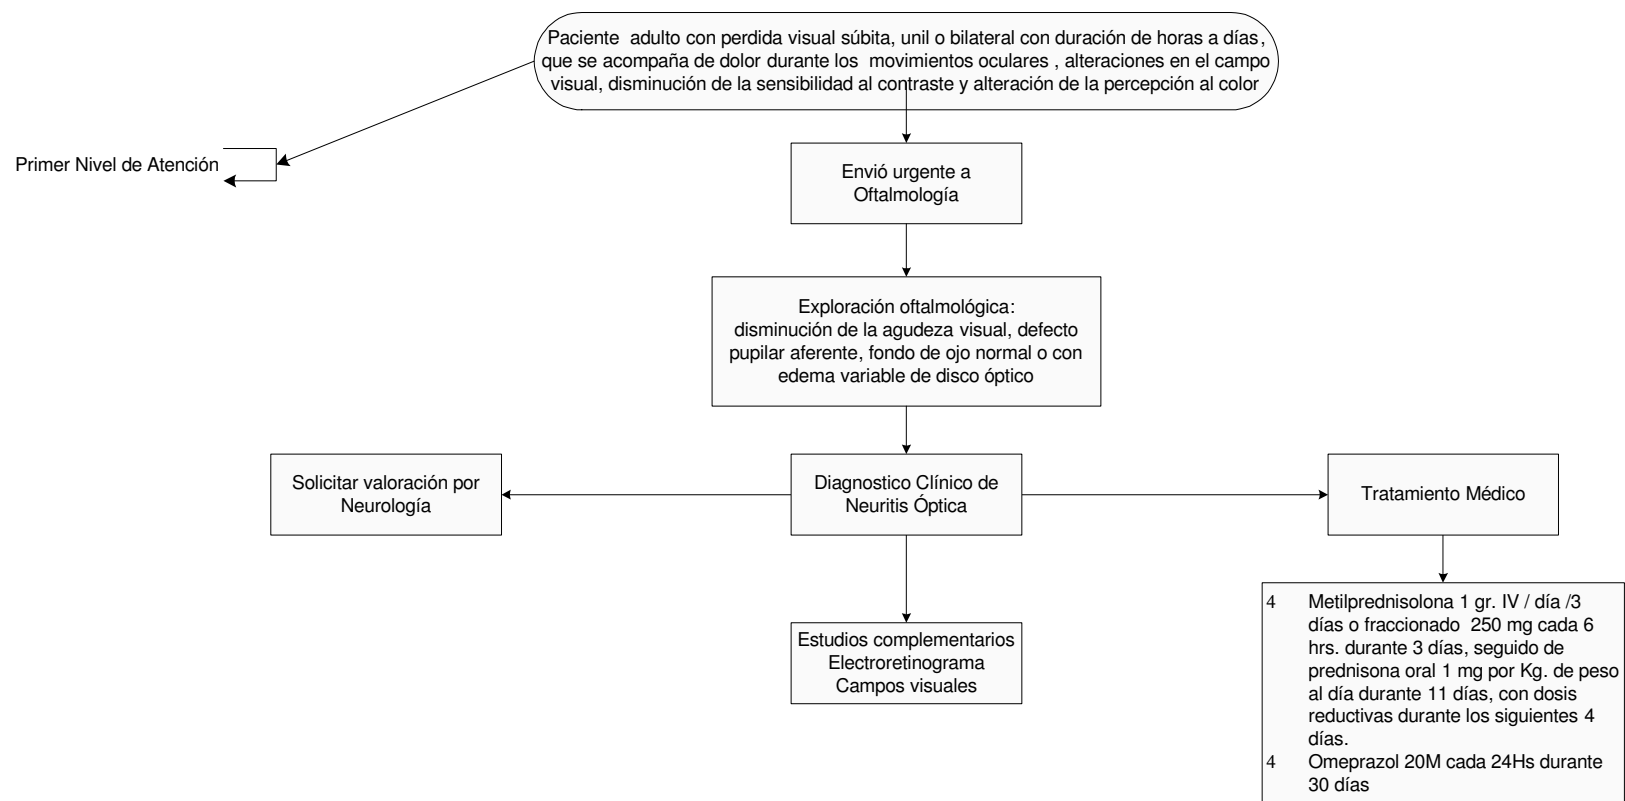 Paciente adulto con perdida visual súbita, unil o bilateral con duración de horas a días,
que se acompaña de dolor durante los movimientos oculares , alteraciones en el campo
visual, disminución de la sensibilidad al contraste y alteración de la percepción al color
Primer Nivel de Atención
Envió urgente a
Oftalmología
Exploración oftalmológica:
disminución de la agudeza visual, defecto
pupilar aferente, fondo de ojo normal o con
edema variable de disco óptico
Solicitar valoración por
Neurología
Diagnostico Clínico de
Neuritis Óptica
Tratamiento Médico
Estudios complementarios
Electroretinograma
Campos visuales
4 Metilprednisolona 1 gr. IV / día /3
días o fraccionado 250 mg cada 6
hrs. durante 3 días, seguido de
prednisona oral 1 mg por Kg. de peso
al día durante 11 días, con dosis
reductivas durante los siguientes 4
días.
4 Omeprazol 20M cada 24Hs durante
30 días